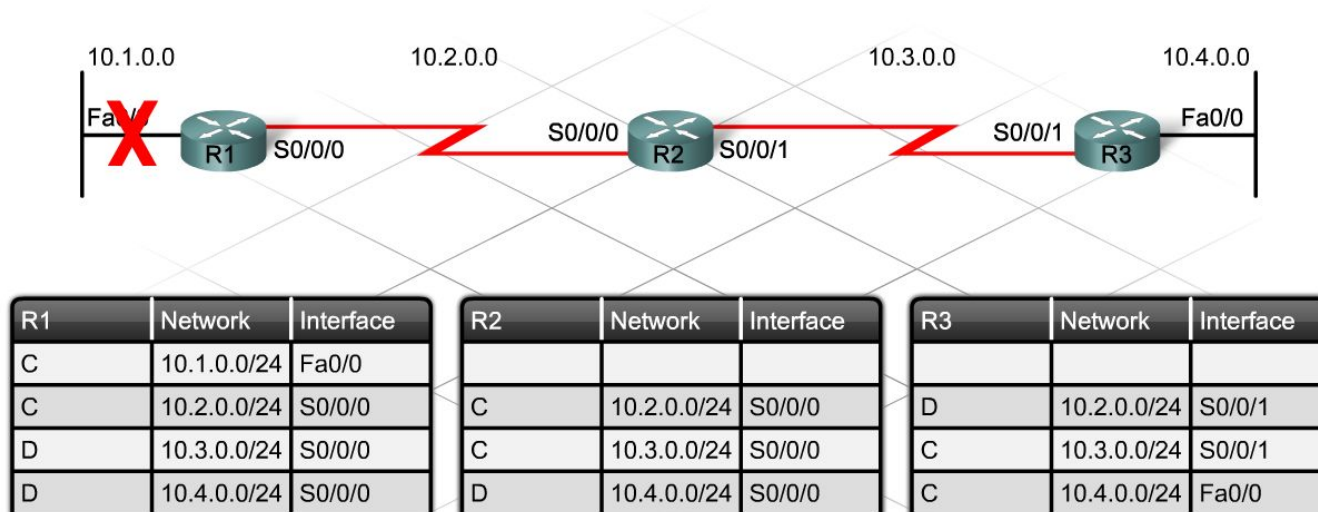 10.1.0.0 10.2.0.0 10.3.0.0 10.4.0.0
S0/0/0 S0/0/1 Fa0/0
R1 S0/0/0 R2 S0/0/1 R3
R1 Network Interface R2 Network Interface R3 Network Interface
C 10.1.0.0/24 Fa0/0
C 10.2.0.0/24 S0/0/0 C 10.2.0.0/24 S0/0/0 D 10.2.0.0/24 S0/0/1
D 10.3.0.0/24 S0/0/0 C 10.3.0.0/24 S0/0/0 C 10.3.0.0/24 S0/0/1
D 10.4.0.0/24 S0/0/0 D 10.4.0.0/24 S0/0/0 C 10.4.0.0/24 Fa0/0